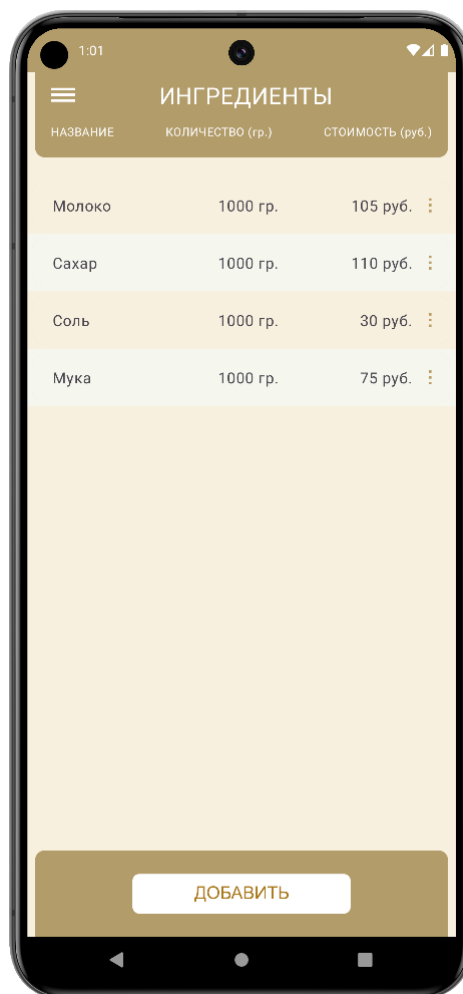 1:01
ИНГРЕДИЕНТЫ
НАЗВАНИЕ КОЛИЧЕСТВО (гр.) СТОИМОСТЬ (руб.)
Молоко 1000 гр. 105 руб.
Сахар 1000 гр. 110 руб.
Соль 1000 гр. 30 руб.
Мука 1000 гр. 75 руб.
ДОБАВИТЬ